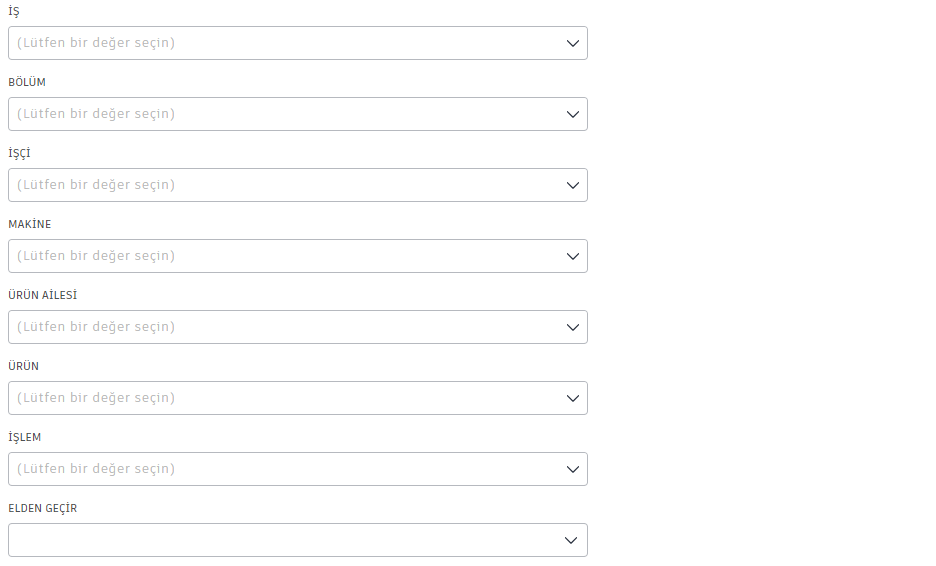 İŞ
(Lütfen bir değer seçin)
BÖLÜM
(Lütfen bir değer seçin)
İŞÇİ
(Lütfen bir değer seçin)
MAKİNE
(Lütfen bir değer seçin)
ÜRÜN AİLESİ
(Lütfen bir değer seçin)
ÜRÜN
(Lütfen bir değer seçin)
İŞLEM
(Lütfen bir değer seçin)
ELDEN GEÇİR